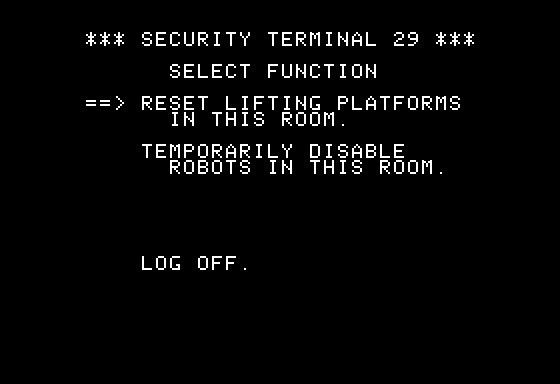 *** SECURITY TERMINAL 29 ***
SELECT FUNCTION
==> RESET LIFTING PLATFORMS
IN THIS ROOM.
TEMPORARILY DISABLE
ROBOTS IN THIS ROOM.
LOG OFF.